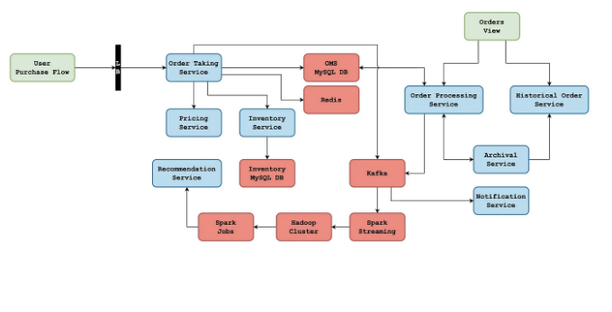 Orders
View
User
Purchase Flow
LB
Order Taking
Service
OMS
MySQL DB
Redis
Order Processing
Service
Historical Order
Service
Pricing
Service
Inventory
Service
Archival
Service
Recommendation
Service
Inventory
MySQL DB
Kafka
Notification
Service
Spark
Jobs
Hadoop
Cluster
Spark
Streaming